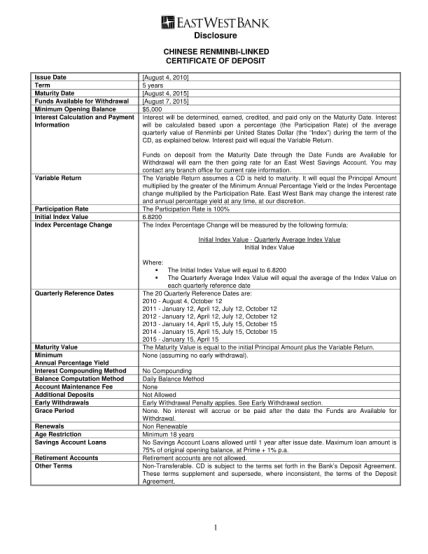 EASTWESTBANK
Disclosure
CHINESE RENMINBI-LINKED
CERTIFICATE OF DEPOSIT
Issue Date [August 4, 2010]
Term 5 years
Maturity Date [August 4, 2015]
Funds Available for Withdrawal [August 7, 2015]
Minimum Opening Balance $5,000
Interest Calculation and Payment Interest will be determined, earned, credited, and paid only on the Maturity Date. Interest
Information will be calculated based upon a percentage (the Participation Rate) of the average
quarterly value of Renminbi per United States Dollar (the "Index") during the term of the
CD, as explained below. Interest paid will equal the Variable Return.
Funds on deposit from the Maturity Date through the Date Funds are Available for
Withdrawal will earn the then going rate for an East West Savings Account. You may
contact any branch office for current rate information.
Variable Return The Variable Return assumes a CD is held to maturity. It will equal the Principal Amount
multiplied by the greater of the Minimum Annual Percentage Yield or the Index Percentage
change multiplied by the Participation Rate. East West Bank may change the interest rate
and annual percentage yield at any time, at our discretion.
Participation Rate The Participation Rate is 100%
Initial Index Value 6.8200
Index Percentage Change The Index Percentage Change will be measured by the following formula:
Initial Index Value - Quarterly Average Index Value
Initial Index Value
Where:
▪ The Initial Index Value will equal to 6.8200
▪ The Quarterly Average Index Value will equal the average of the Index Value on
each quarterly reference date
Quarterly Reference Dates The 20 Quarterly Reference Dates are:
2010 - August 4, October 12
2011 - January 12, April 12, July 12, October 12
2012 - January 12, April 12, July 12, October 12
2013 - January 14, April 15, July 15, October 15
2014 - January 15, April 15, July 15, October 15
2015 - January 15, April 15
Maturity Value The Maturity Value is equal to the initial Principal Amount plus the Variable Return.
Minimum None (assuming no early withdrawal).
Annual Percentage Yield
Interest Compounding Method No Compounding
Balance Computation Method Daily Balance Method
Account Maintenance Fee None
Additional Deposits Not Allowed
Early Withdrawals Early Withdrawal Penalty applies. See Early Withdrawal section.
Grace Period None. No interest will accrue or be paid after the date the Funds are Available for
Withdrawal.
Renewals Non Renewable
Age Restriction Minimum 18 years
Savings Account Loans No Savings Account Loans allowed until 1 year after issue date. Maximum loan amount is
75% of original opening balance, at Prime + 1% p.a.
Retirement Accounts Retirement accounts are not allowed.
Other Terms Non-Transferable. CD is subject to the terms set forth in the Bank's Deposit Agreement.
These terms supplement and supersede, where inconsistent, the terms of the Deposit
Agreement.
1